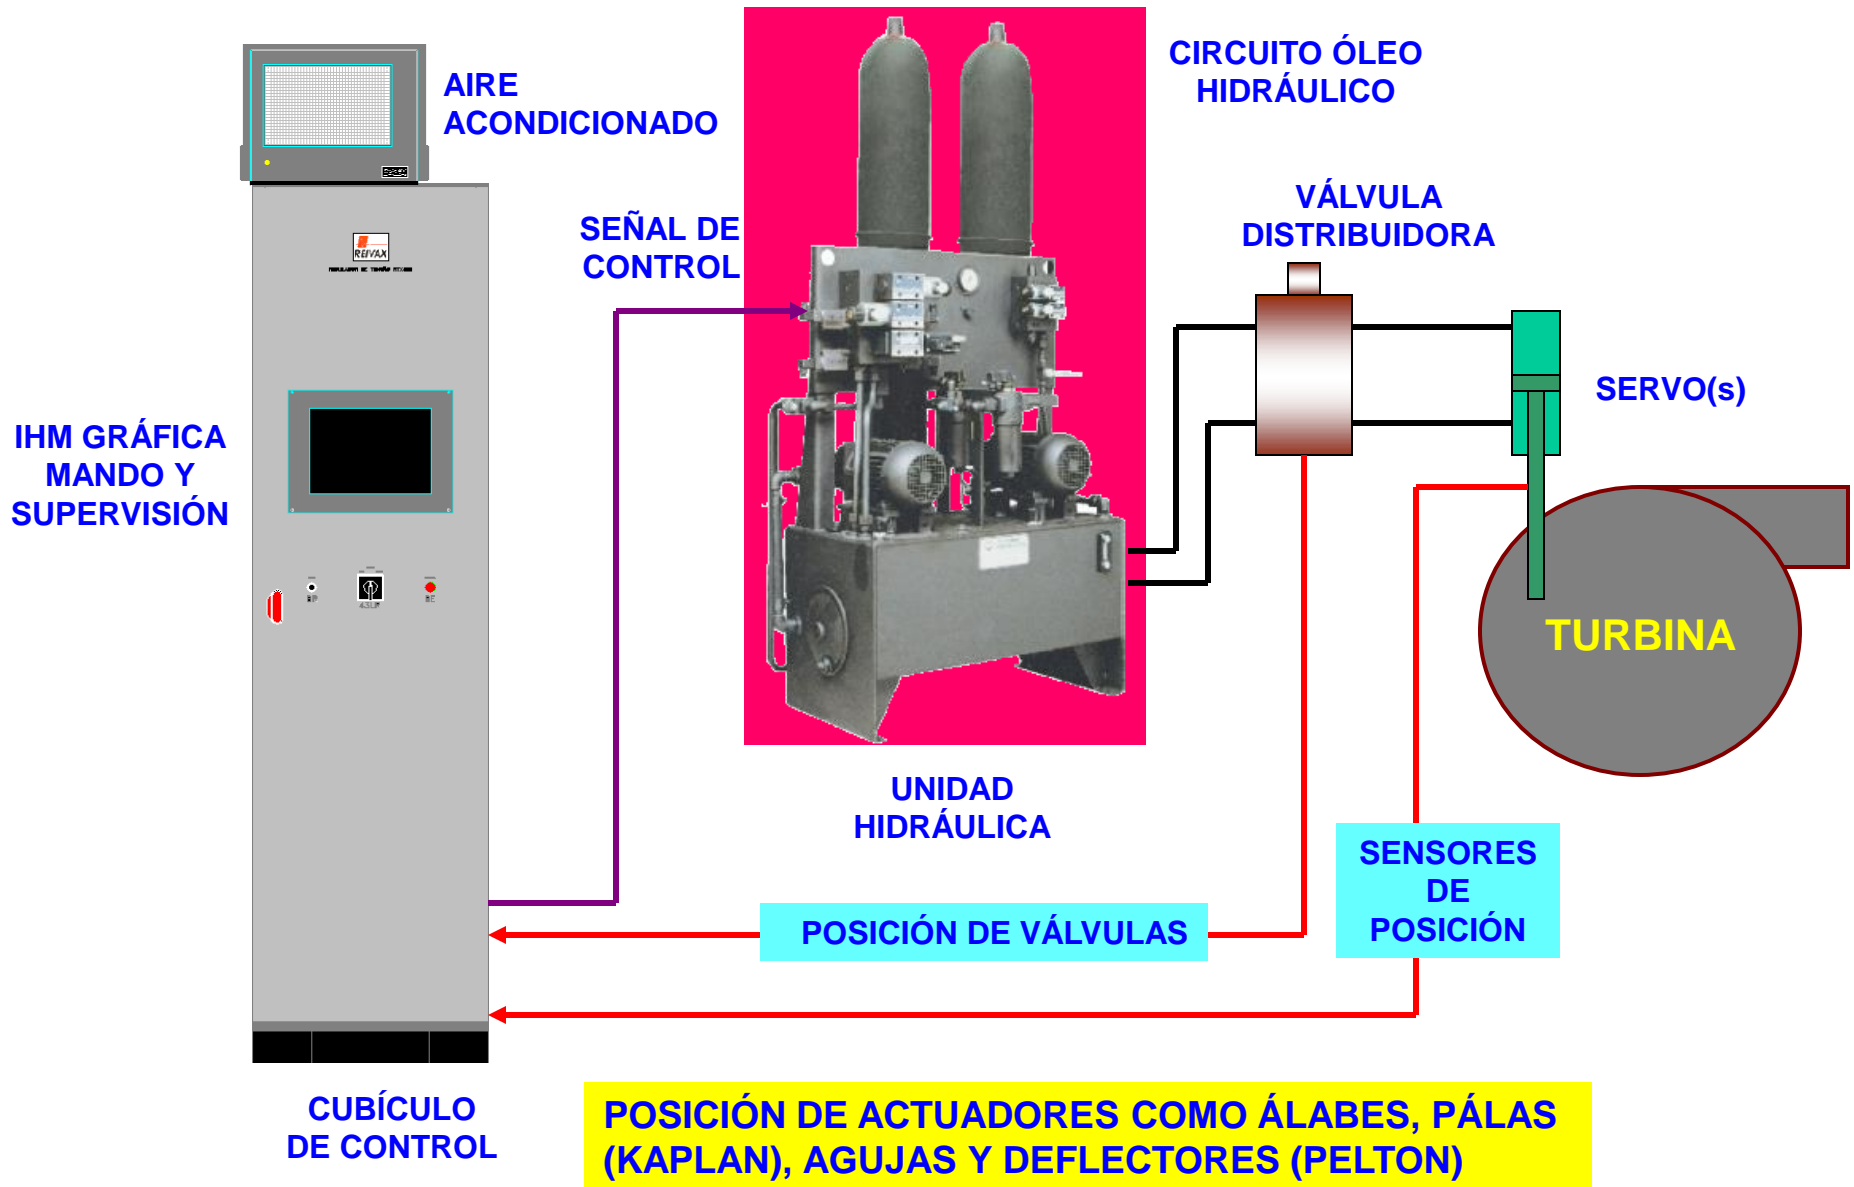 AIRE
ACONDICIONADO
CIRCUITO ÓLEO
HIDRÁULICO
SEÑAL DE
CONTROL
VÁLVULA
DISTRIBUIDORA
REIVAX
SERVO(s)
IHM GRÁFICA
MANDO Y
SUPERVISIÓN
TURBINA
UNIDAD
HIDRÁULICA
SENSORES
DE
POSICIÓN
POSICIÓN DE VÁLVULAS
CUBÍCULO
DE CONTROL
POSICIÓN DE ACTUADORES COMO ÁLABES, PÁLAS
(KAPLAN), AGUJAS Y DEFLECTORES (PELTON)